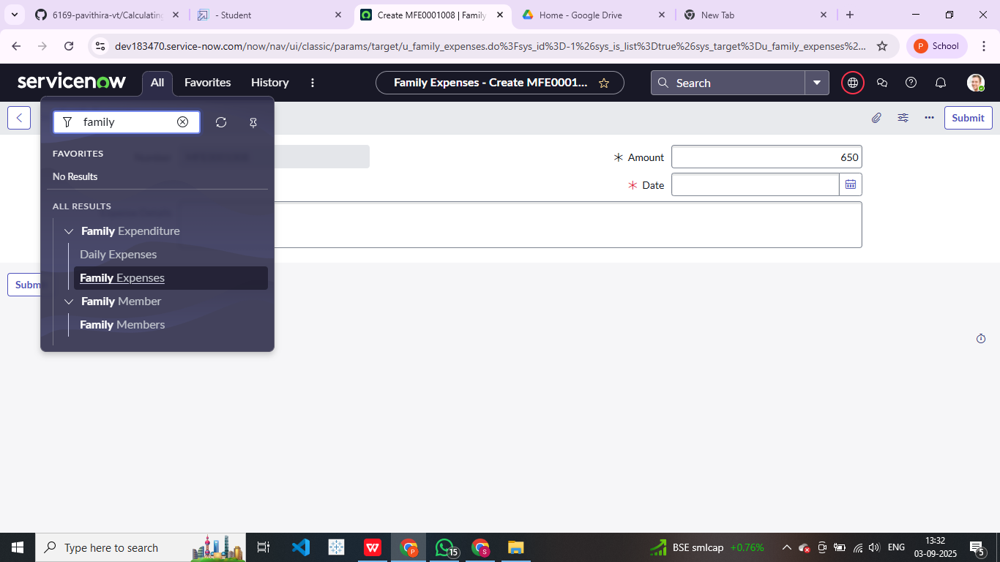 6169-pavithira-vt/Calculating
- Student
Create MFE0001008 | Family
Home - Google Drive
New Tab
dev183470.service-now.com/now/nav/ui/classic/params/target/u_family_expenses.do%3Fsys_id%3D-1%26sys_is_list%3Dtrue%26sys_target%3Du_family_expenses%2...
P School
servicenow All Favorites History Family Expenses - Create MFE0001... Search
family
Submit
FAVORITES
Amount 650
No Results
Date
ALL RESULTS
Family Expenditure
Daily Expenses
Family Expenses
Subm
Family Member
Family Members
Type here to search
W
P
15
S
BSE smlcap +0.76%
ENG
13:32
03-09-2025
5